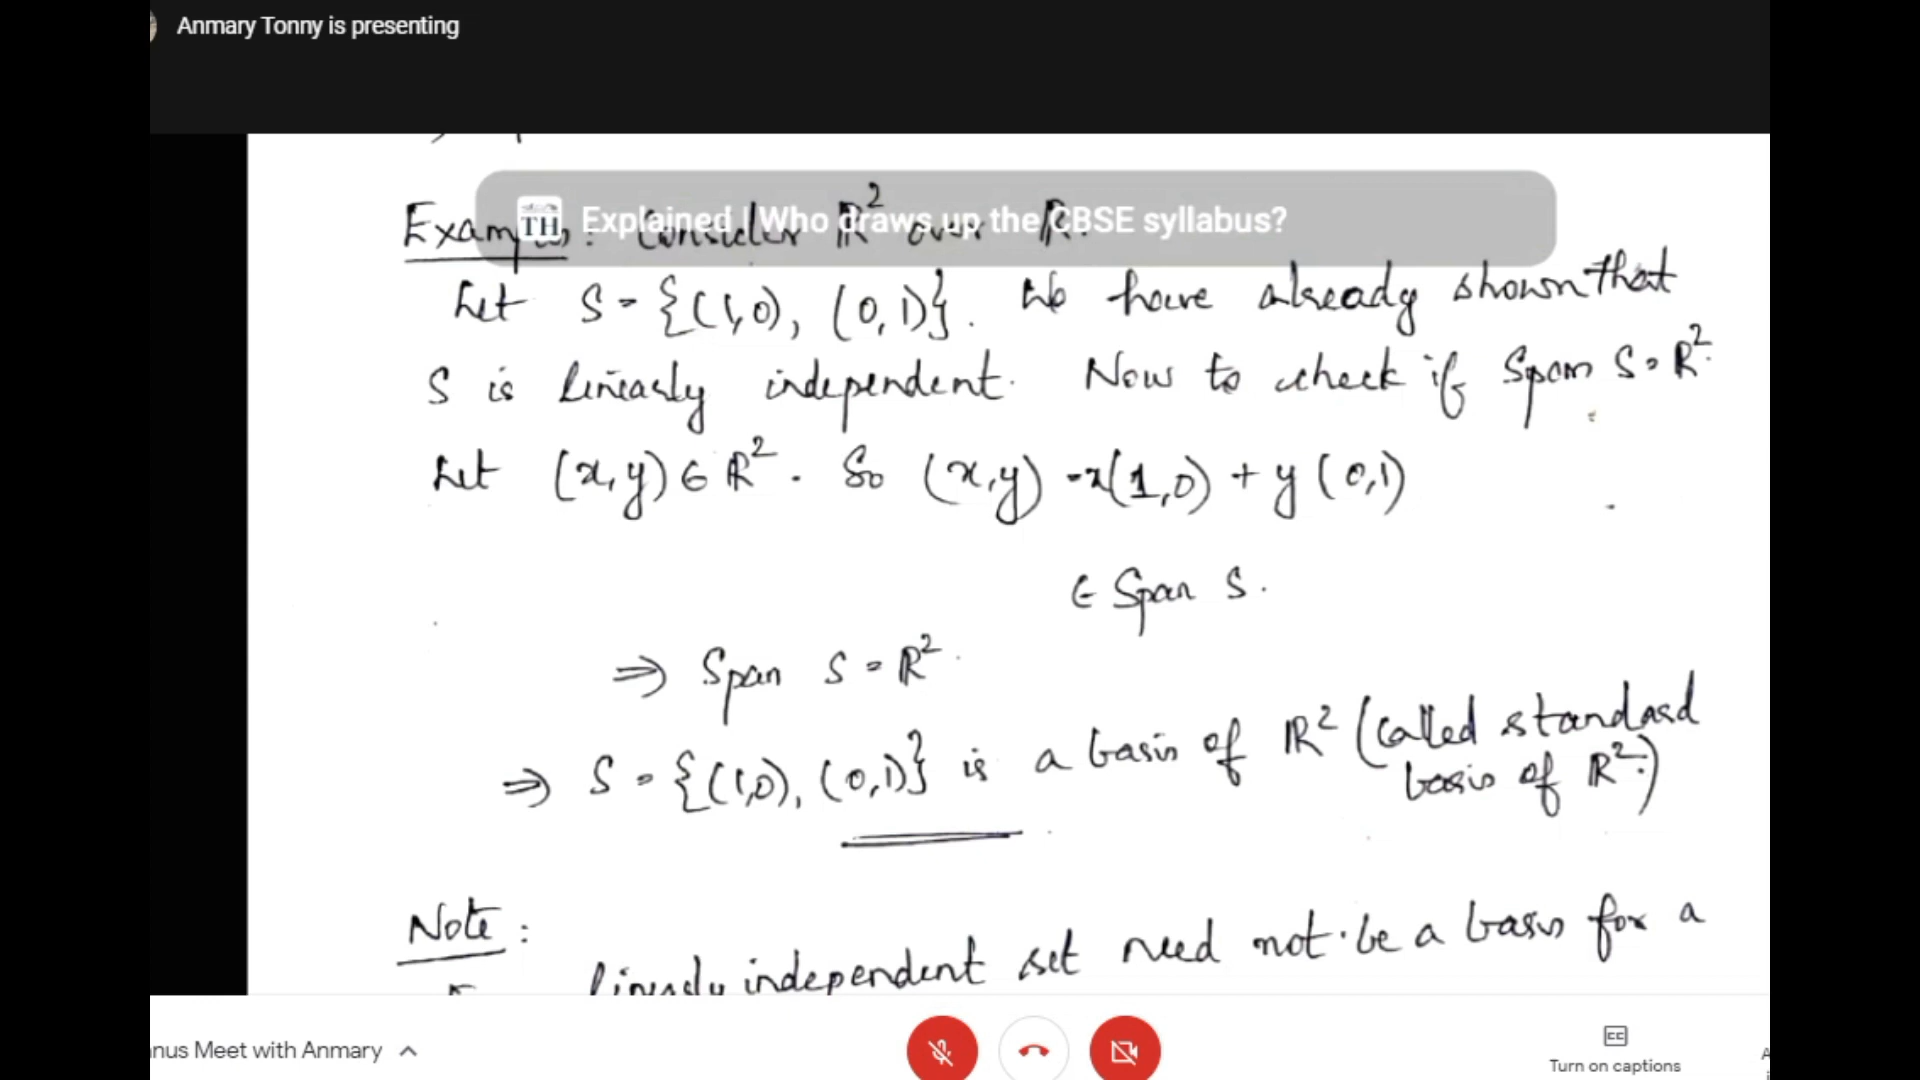 Anmary Tonny is presenting
TH Explained | Who draws up the CBSE syllabus?
Consider R² over R.
Let S = {(1,0), (0,1)}. We have already shown that
S is linearly independent. Now to check if Span S = R².
Let (x,y) ∈ R². So (x,y) = x(1,0) + y(0,1)
∈ Span S.
⇒ Span S = R².
⇒ S = {(1,0), (0,1)} is a basis of R² (called standard
basis of R².)
Note:
linearly independent set need not be a basis for a
nus Meet with Anmary
Turn on captions